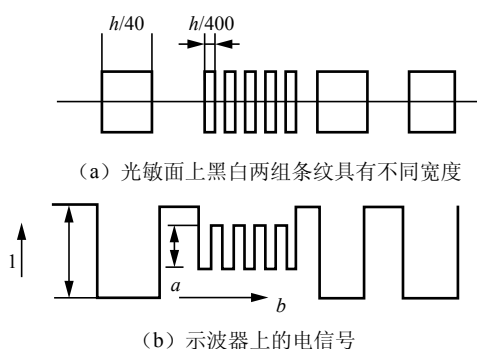 h/40
h/400
（a）光敏面上黑白两组条纹具有不同宽度
1
a
b
（b）示波器上的电信号